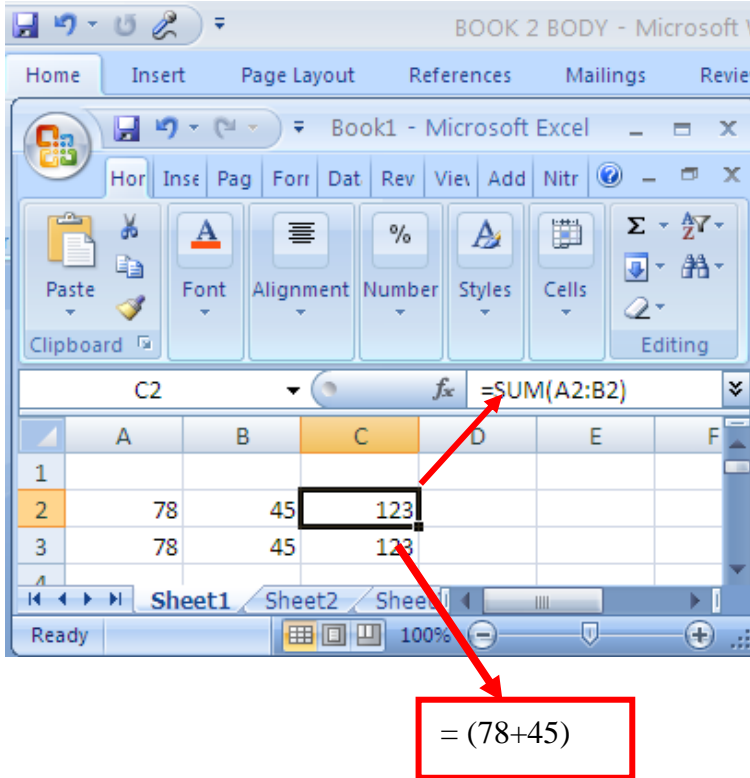 BOOK 2 BODY - Microsoft W
Home Insert Page Layout References Mailings Revie
Book1 - Microsoft Excel
Hor Inse Pag Forr Dat Rev Viev Add Nitr
Paste Font Alignment Number Styles Cells
Clipboard Editing
C2 fx =SUM(A2:B2)
A B C D E F
1
2 78 45 123
3 78 45 123
4
Sheet1 Sheet2 Sheet
Ready 100%
= (78+45)